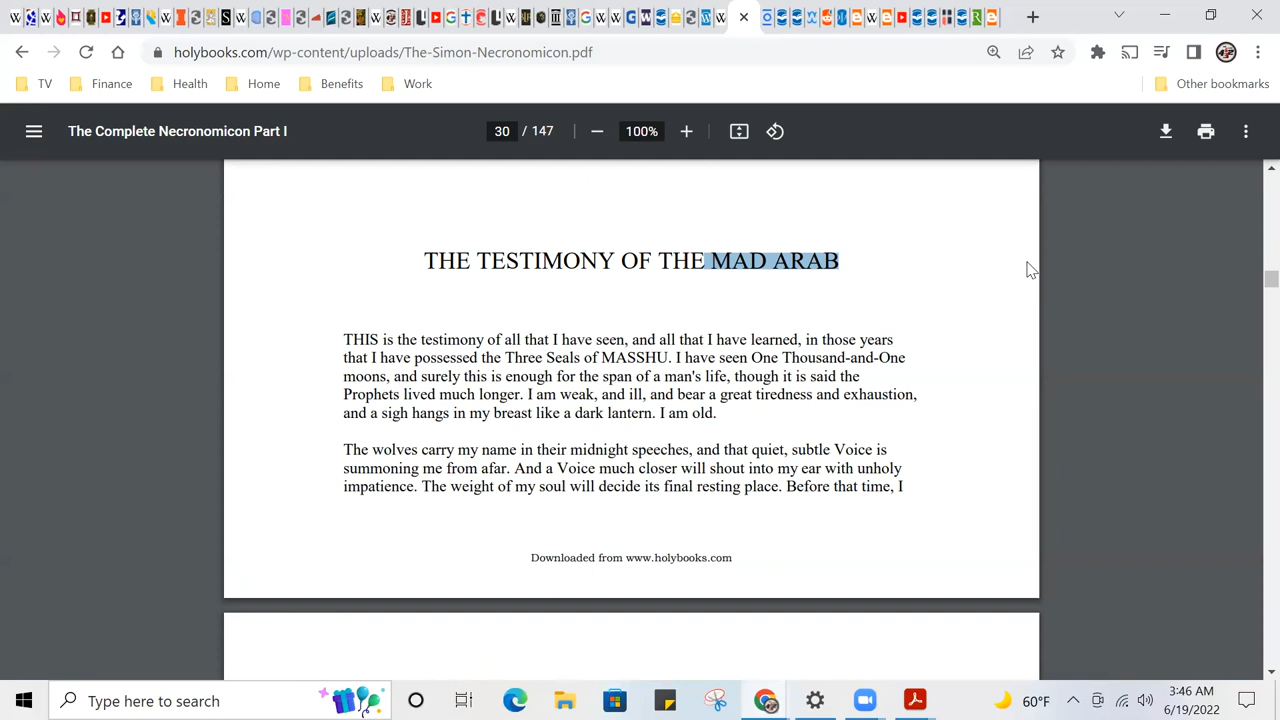 holybooks.com/wp-content/uploads/The-Simon-Necronomicon.pdf
TV Finance Health Home Benefits Work Other bookmarks
The Complete Necronomicon Part I 30 / 147 100%
THE TESTIMONY OF THE MAD ARAB
THIS is the testimony of all that I have seen, and all that I have learned, in those years
that I have possessed the Three Seals of MASSHU. I have seen One Thousand-and-One
moons, and surely this is enough for the span of a man's life, though it is said the
Prophets lived much longer. I am weak, and ill, and bear a great tiredness and exhaustion,
and a sigh hangs in my breast like a dark lantern. I am old.
The wolves carry my name in their midnight speeches, and that quiet, subtle Voice is
summoning me from afar. And a Voice much closer will shout into my ear with unholy
impatience. The weight of my soul will decide its final resting place. Before that time, I
Downloaded from www.holybooks.com
Type here to search
60°F
3:46 AM
6/19/2022